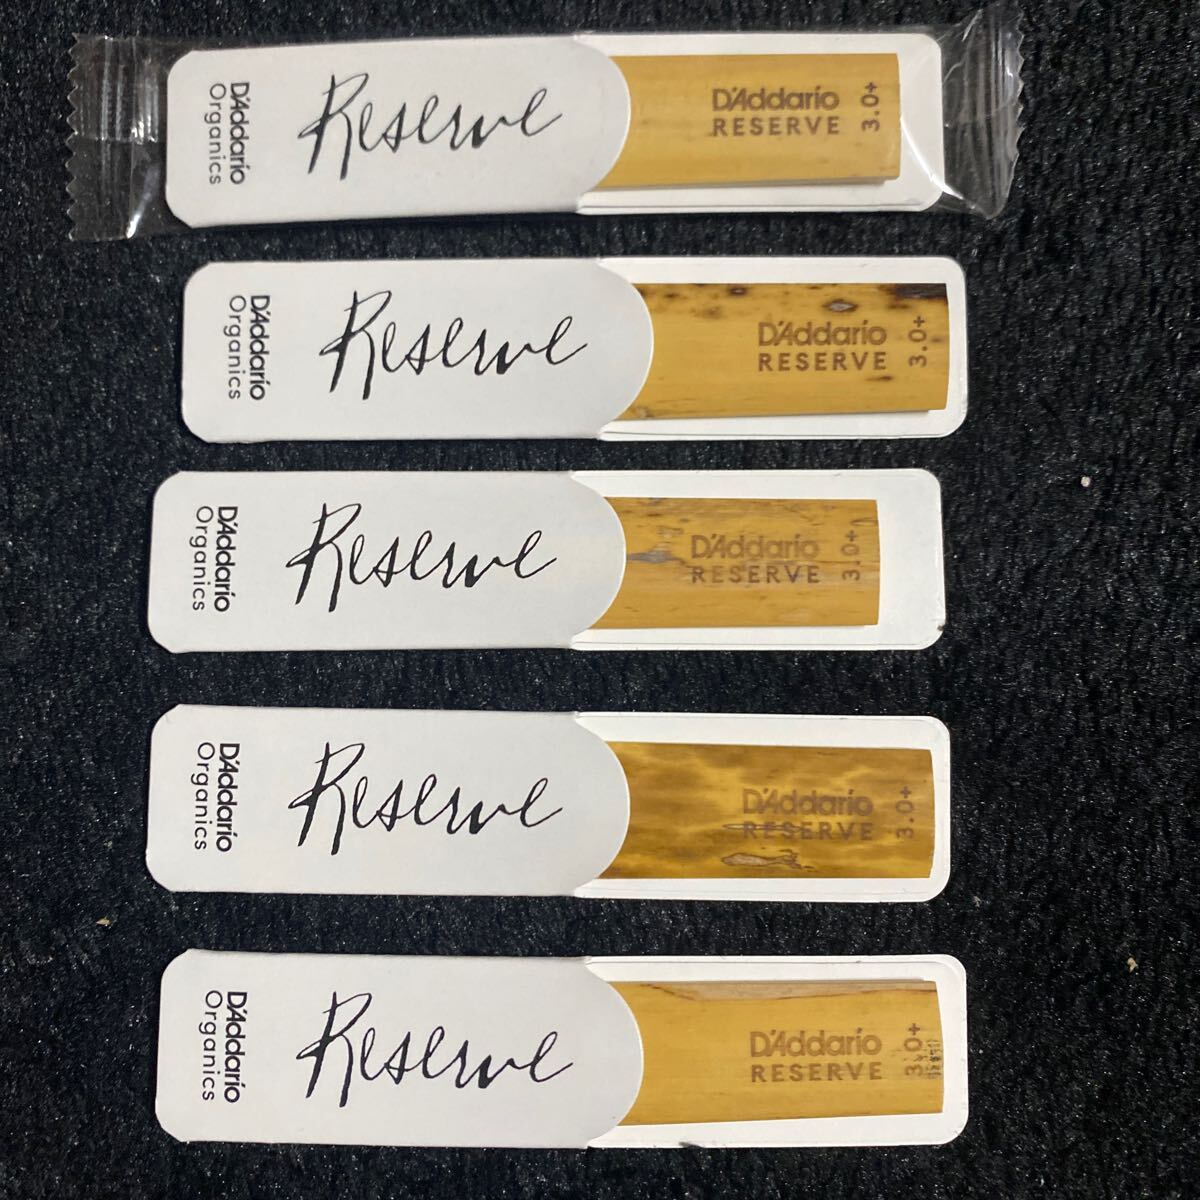 D'Addario
Organics
Reserve
D'Addario
RESERVE
3.0+
D'Addario
Organics
Reserve
D'Addario
RESERVE
3.0+
D'Addario
Organics
Reserve
D'Addario
RESERVE
3.0+
D'Addario
Organics
Reserve
D'Addario
RESERVE
3.0+
D'Addario
Organics
Reserve
D'Addario
RESERVE
3.0+